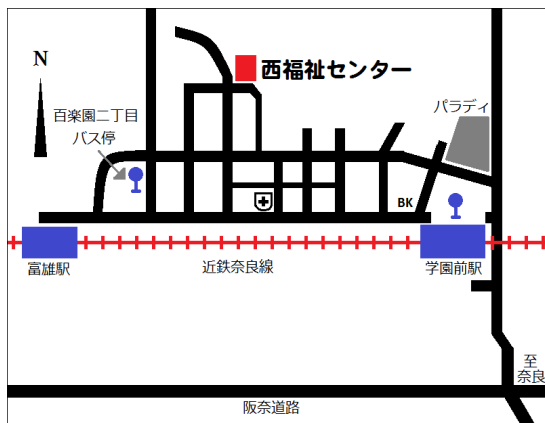 N
西福祉センター
パラディ
百楽園二丁目
バス停
BK
富雄駅
近鉄奈良線
学園前駅
至
奈良
阪奈道路